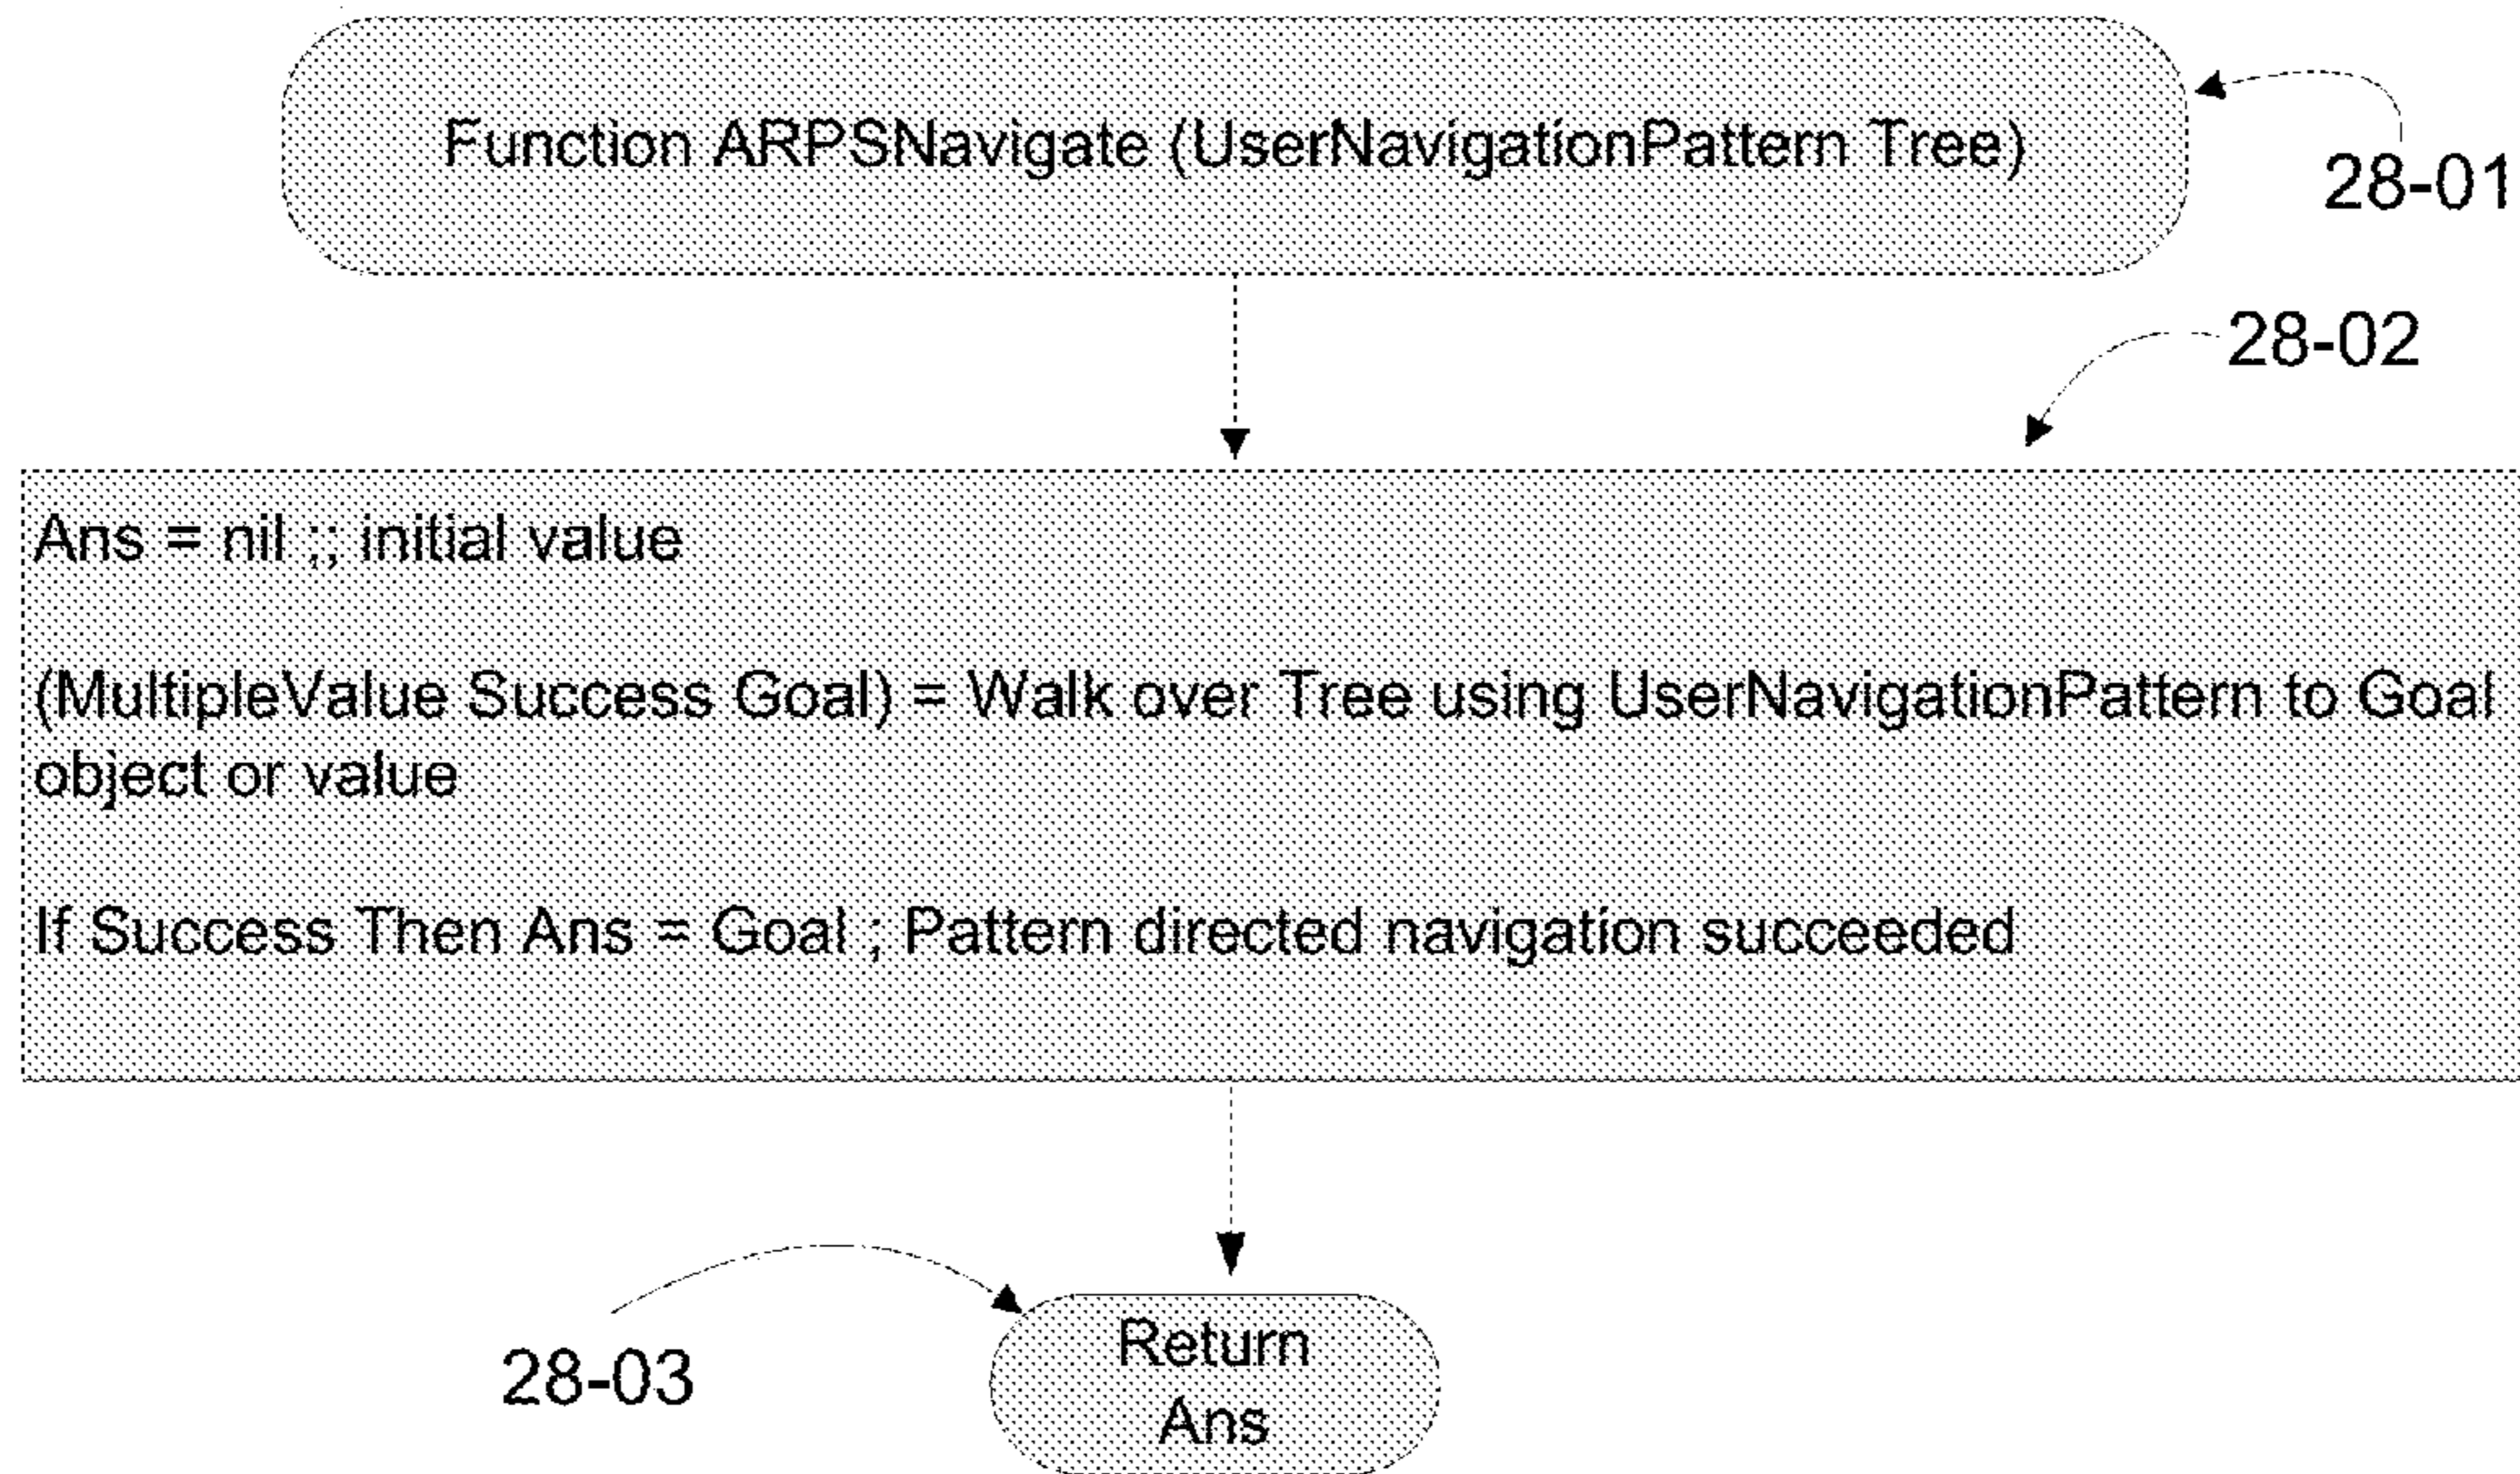 Function ARPSNavigate (UserNavigationPattern Tree)
28-01
28-02
Ans = nil ;; initial value
(MultipleValue Success Goal) = Walk over Tree using UserNavigationPattern to Goal
object or value
If Success Then Ans = Goal ; Pattern directed navigation succeeded
28-03
Return
Ans